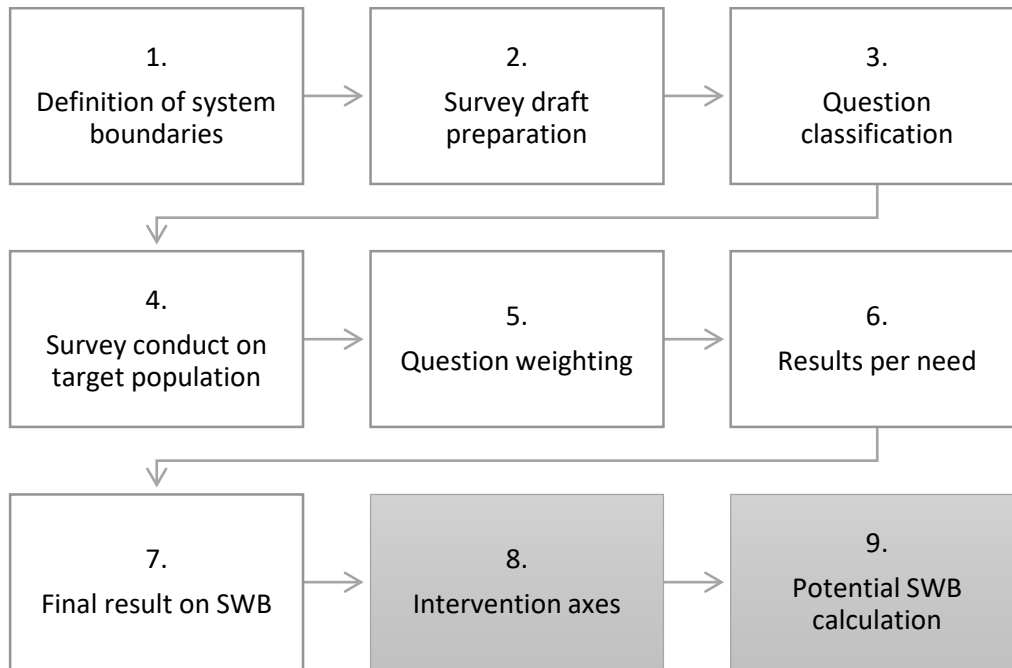 1.
Definition of system
boundaries
2.
Survey draft
preparation
3.
Question
classification
4.
Survey conduct on
target population
5.
Question weighting
6.
Results per need
7.
Final result on SWB
8.
Intervention axes
9.
Potential SWB
calculation